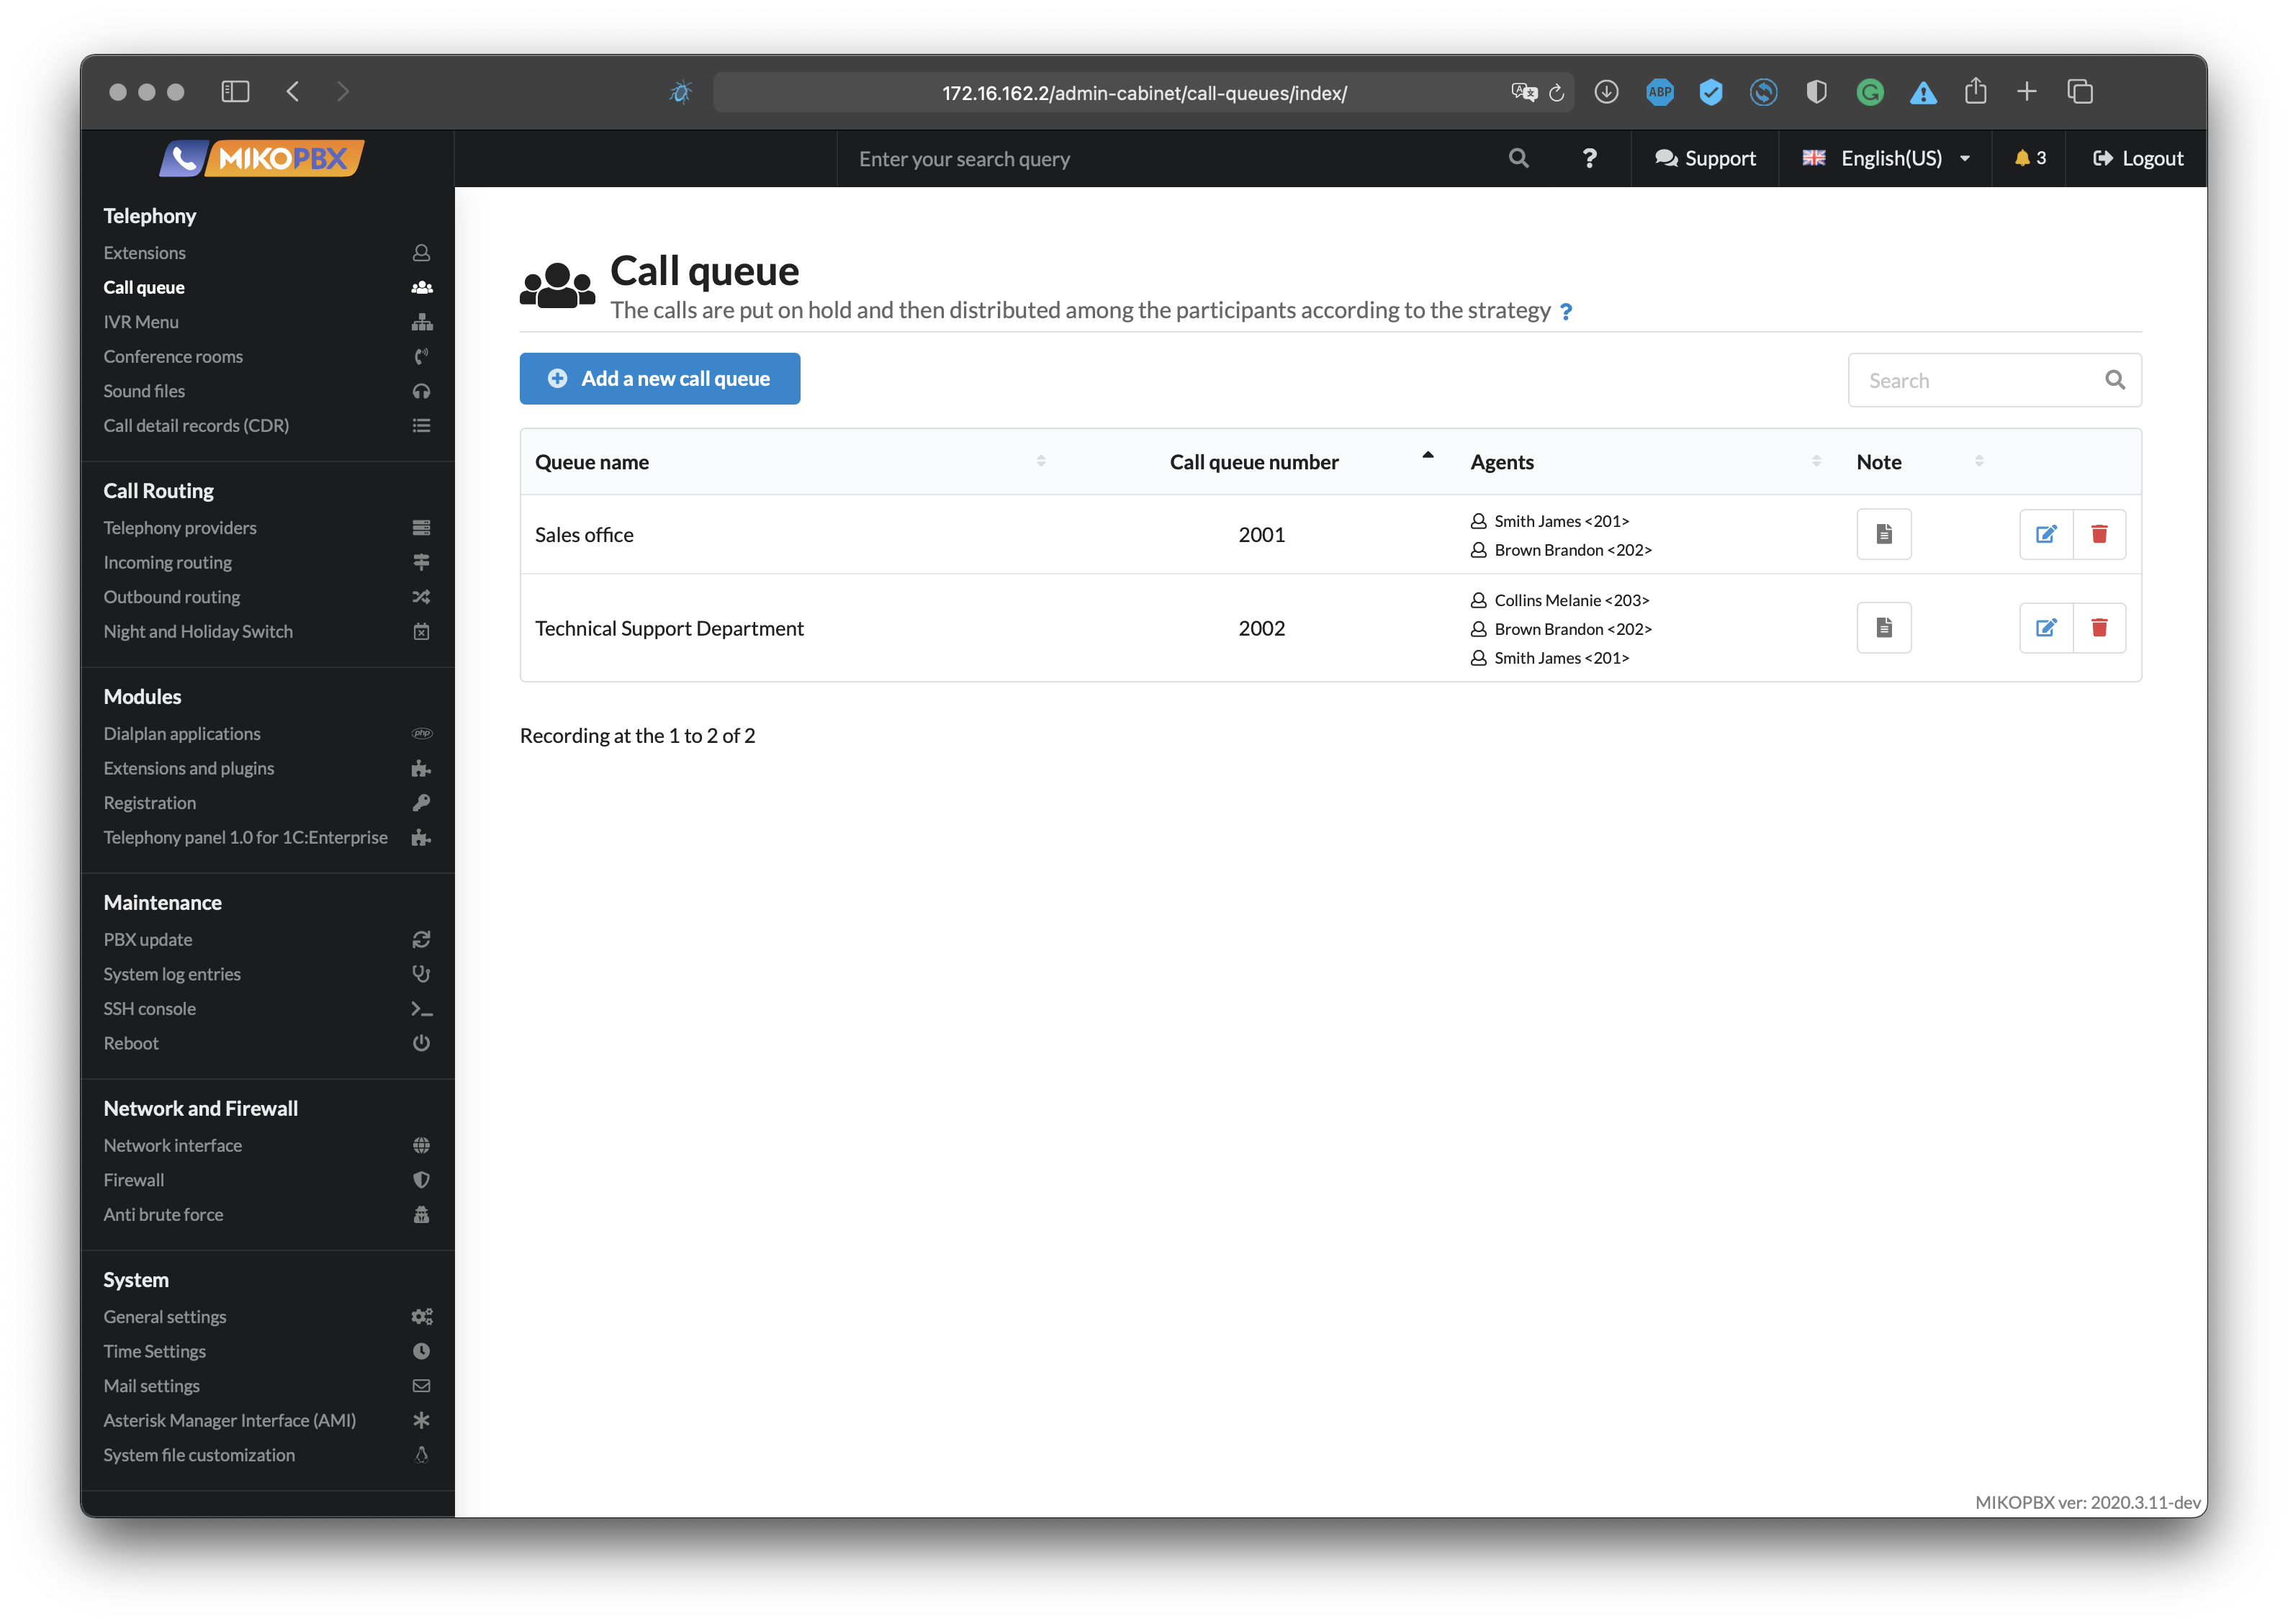 172.16.162.2/admin-cabinet/call-queues/index/
ABP
MIKOPBX
Enter your search query
?
Support
English(US)
3
Logout
Telephony
Extensions
Call queue
IVR Menu
Conference rooms
Sound files
Call detail records (CDR)
Call Routing
Telephony providers
Incoming routing
Outbound routing
Night and Holiday Switch
Modules
Dialplan applications
php
Extensions and plugins
Registration
Telephony panel 1.0 for 1C:Enterprise
Maintenance
PBX update
System log entries
SSH console
Reboot
Network and Firewall
Network interface
Firewall
Anti brute force
System
General settings
Time Settings
Mail settings
Asterisk Manager Interface (AMI)
System file customization
Call queue
The calls are put on hold and then distributed among the participants according to the strategy ?
Add a new call queue
Search
Queue name Call queue number Agents Note
Sales office 2001 Smith James <201>
Brown Brandon <202>
Technical Support Department 2002 Collins Melanie <203>
Brown Brandon <202>
Smith James <201>
Recording at the 1 to 2 of 2
MIKOPBX ver: 2020.3.11-dev